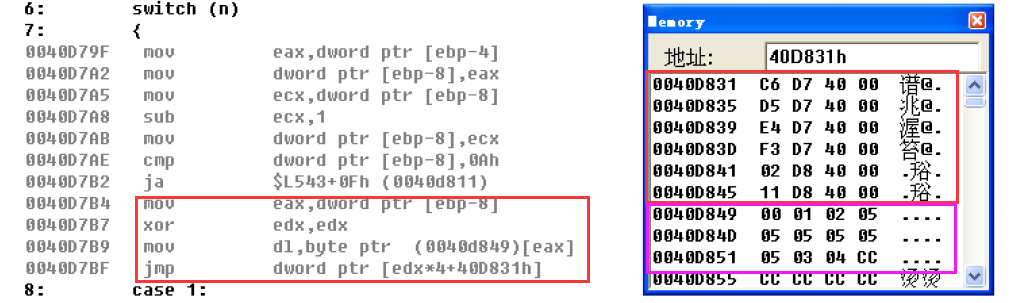 6: switch (n)
7: {
0040D79F mov eax,dword ptr [ebp-4]
0040D7A2 mov dword ptr [ebp-8],eax
0040D7A5 mov ecx,dword ptr [ebp-8]
0040D7A8 sub ecx,1
0040D7AB mov dword ptr [ebp-8],ecx
0040D7AE cmp dword ptr [ebp-8],0Ah
0040D7B2 ja $L543+0Fh (0040d811)
0040D7B4 mov eax,dword ptr [ebp-8]
0040D7B7 xor edx,edx
0040D7B9 mov dl,byte ptr (0040d849)[eax]
0040D7BF jmp dword ptr [edx*4+40D831h]
8: case 1:
Memory
地址: 40D831h
0040D831 C6 D7 40 00 谱@.
0040D835 D5 D7 40 00 兆@.
0040D839 E4 D7 40 00 渥@.
0040D83D F3 D7 40 00 笞@.
0040D841 02 D8 40 00 .谸.
0040D845 11 D8 40 00 .谸.
0040D849 00 01 02 05 ....
0040D84D 05 05 05 05 ....
0040D851 05 03 04 CC ....
0040D855 CC CC CC CC 烫烫